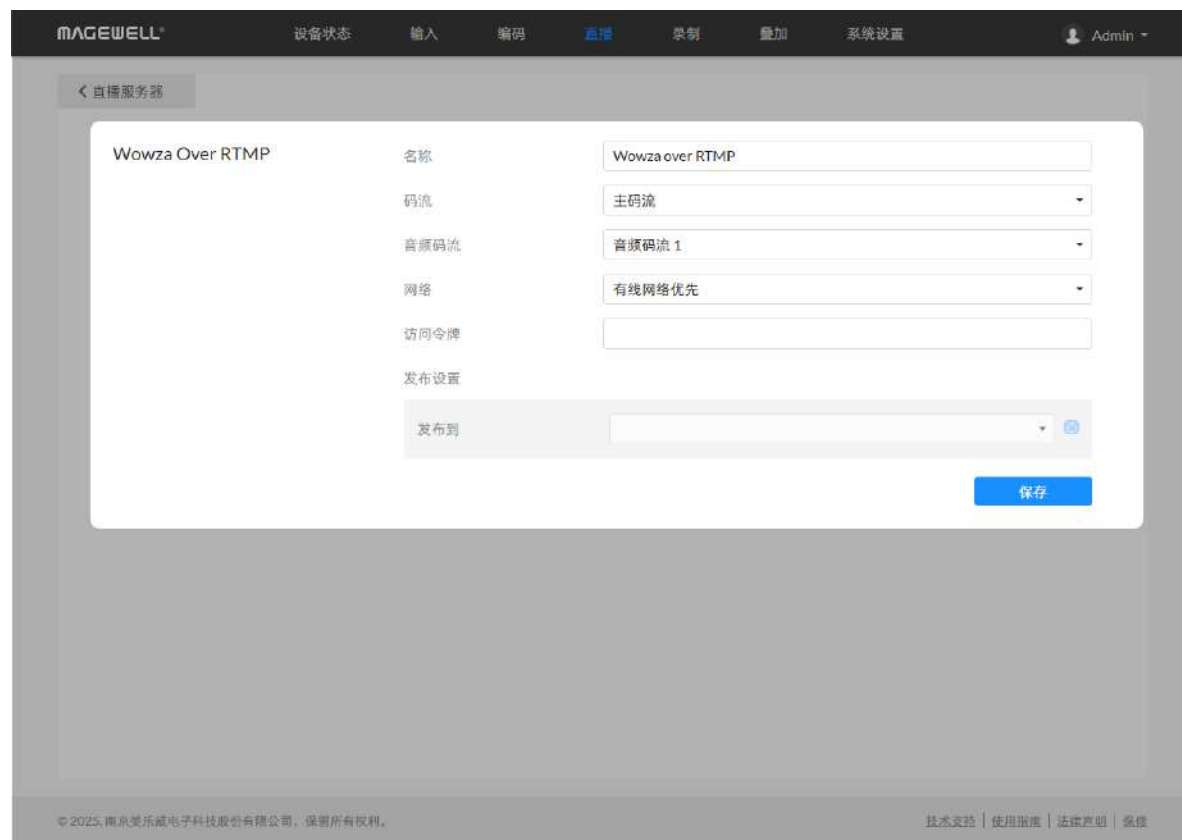 MAGEWELL® 设备状态 输入 编码 直播 录制 叠加 系统设置 Admin
直播服务器
Wowza Over RTMP
名称 Wowza over RTMP
码流 主码流
音频码流 音频码流 1
网络 有线网络优先
访问令牌
发布设置
发布到
保存
© 2025, 南京美乐威电子科技股份有限公司。保留所有权利。 技术支持 | 使用指南 | 法律声明 | 保修